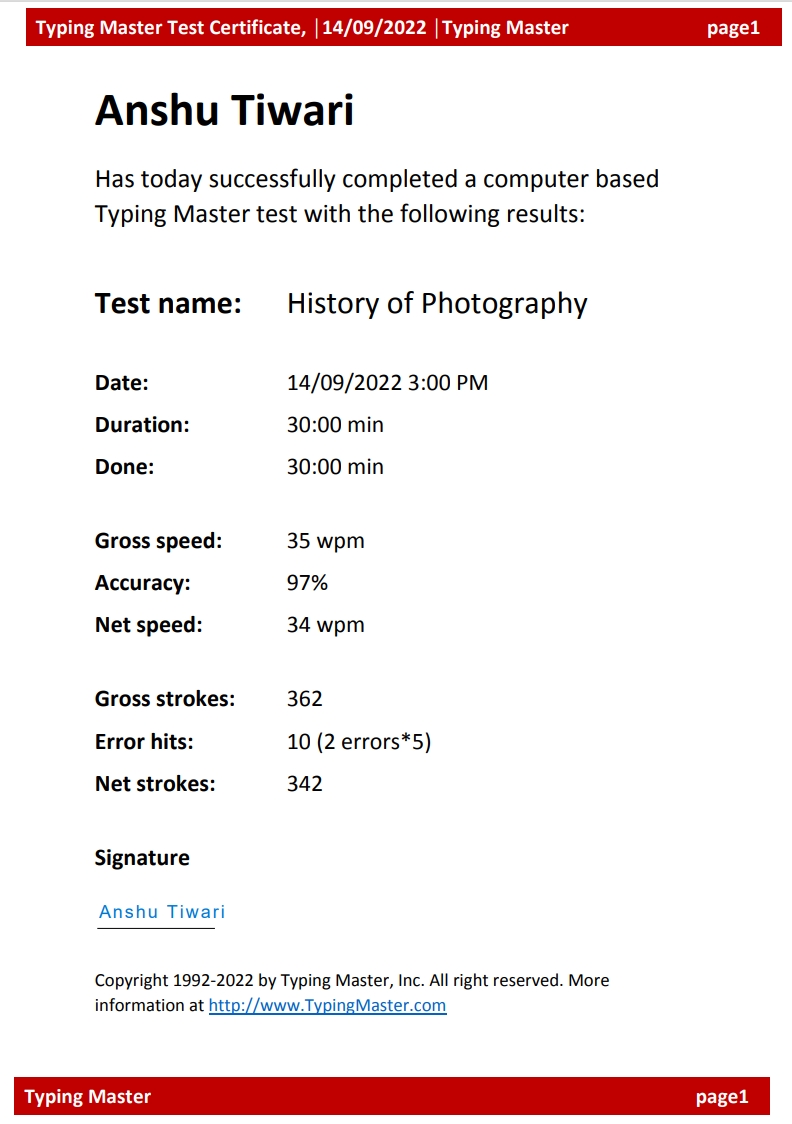 Typing Master Test Certificate, |14/09/2022 |Typing Master page1
Anshu Tiwari
Has today successfully completed a computer based
Typing Master test with the following results:
Test name: History of Photography
Date: 14/09/2022 3:00 PM
Duration: 30:00 min
Done: 30:00 min
Gross speed: 35 wpm
Accuracy: 97%
Net speed: 34 wpm
Gross strokes: 362
Error hits: 10 (2 errors*5)
Net strokes: 342
Signature
Anshu Tiwari
Copyright 1992-2022 by Typing Master, Inc. All right reserved. More
information at http://www.TypingMaster.com
Typing Master page1